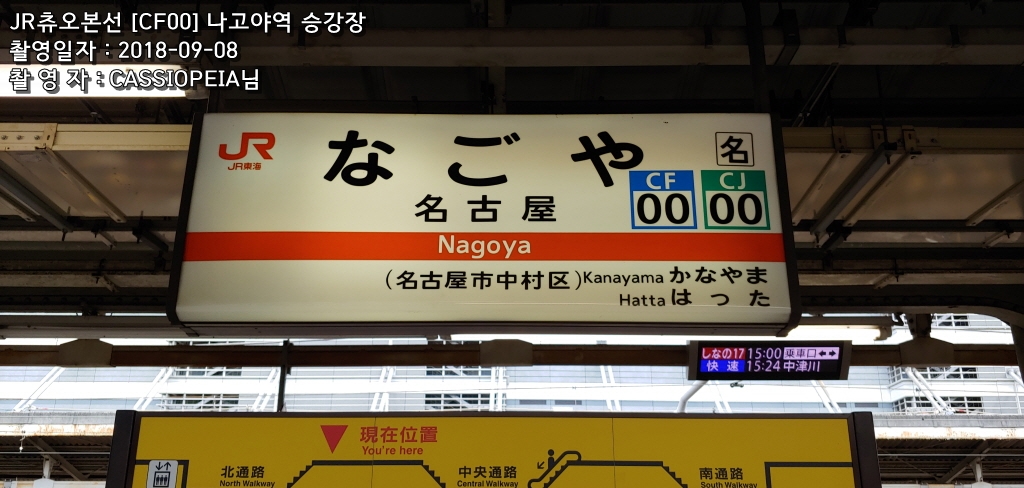 JR츄오본선 [CF00] 나고야역 승강장
촬영일자 : 2018-09-08
촬 영 자 : CASSIOPEIA님
JR
JR東海
なごや
名
CF
00
CJ
00
名古屋
Nagoya
(名古屋市中村区)
Kanayama かなやま
Hatta はった
しなの17 15:00 乗車口 ↔
快速 15:24 中津川
現在位置
You're here
北通路
North Walkway
中央通路
Central Walkway
南通路
South Walkway